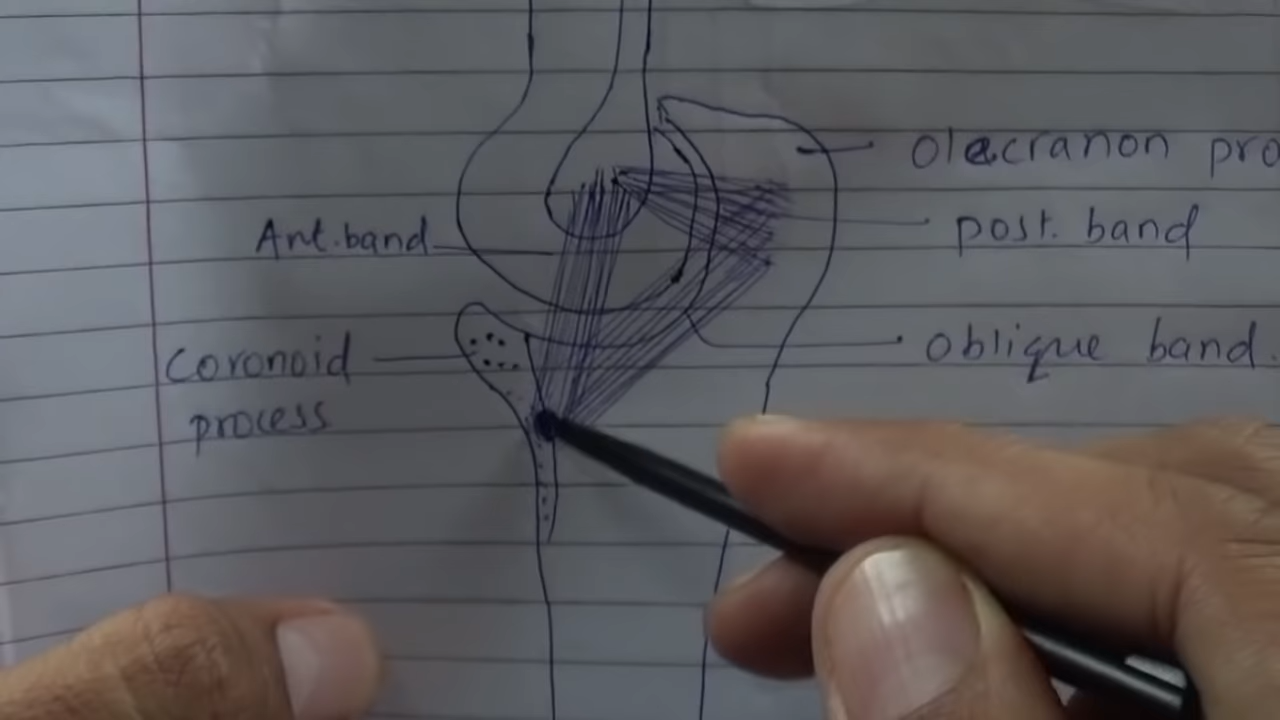 olecranon pro
post. band
Ant. band
oblique band.
coronoid
process